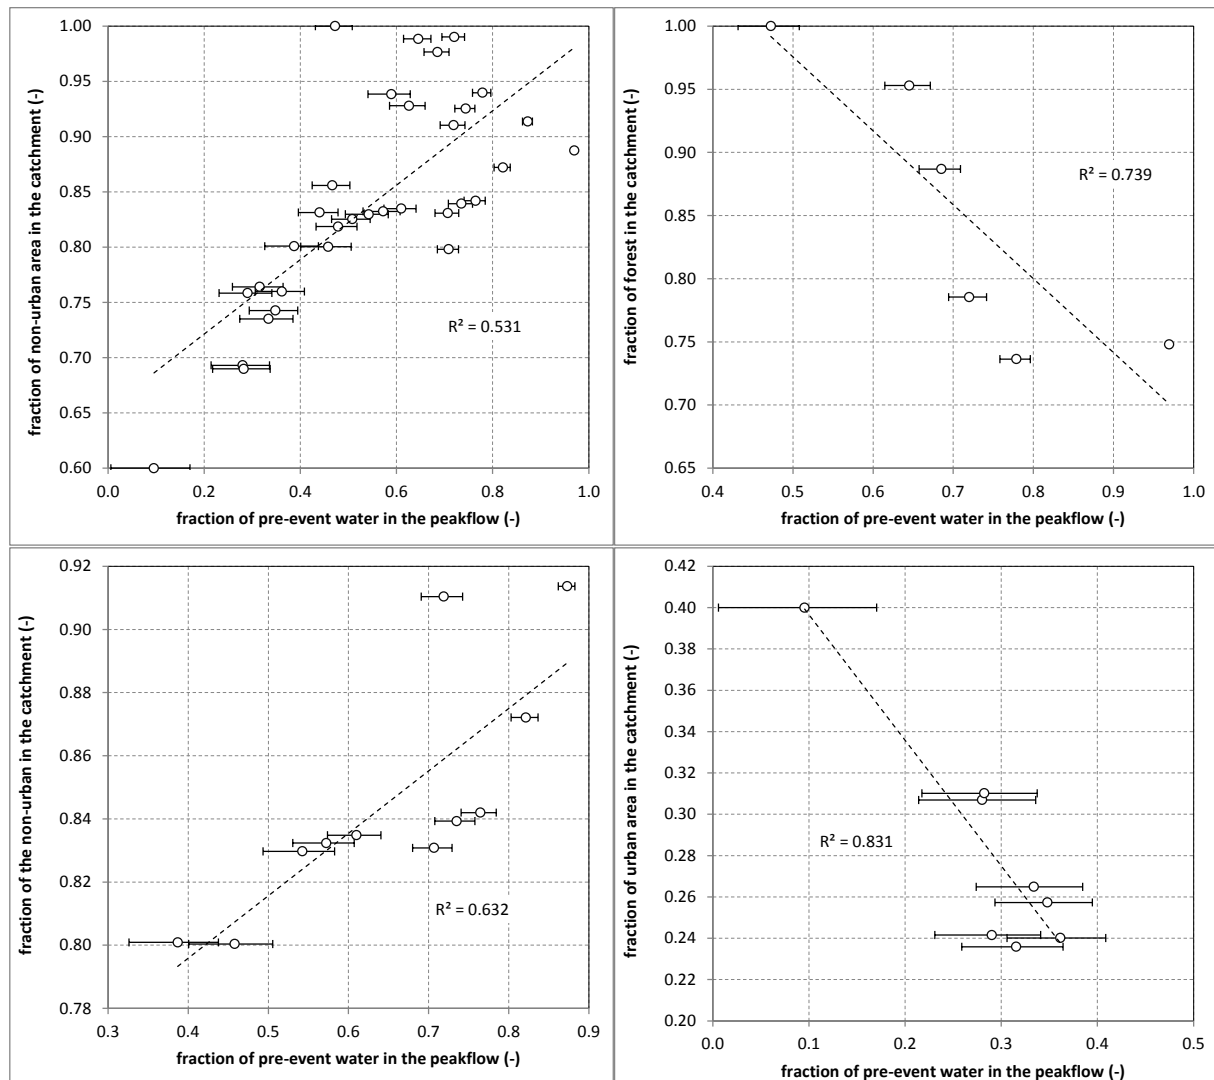 1.00
0.95
0.90
0.85
0.80
0.75
0.70
0.65
0.60
fraction of non-urban area in the catchment (-)
R² = 0.531
0.0 0.2 0.4 0.6 0.8 1.0
fraction of pre-event water in the peakflow (-)
1.00
0.95
0.90
0.85
0.80
0.75
0.70
0.65
fraction of forest in the catchment (-)
R² = 0.739
0.4 0.5 0.6 0.7 0.8 0.9 1.0
fraction of pre-event water in the peakflow (-)
0.92
0.90
0.88
0.86
0.84
0.82
0.80
0.78
fraction of the non-urban in the catchment (-)
R² = 0.632
0.3 0.4 0.5 0.6 0.7 0.8 0.9
fraction of pre-event water in the peakflow (-)
0.42
0.40
0.38
0.36
0.34
0.32
0.30
0.28
0.26
0.24
0.22
0.20
fraction of urban area in the catchment (-)
R² = 0.831
0.0 0.1 0.2 0.3 0.4 0.5
fraction of pre-event water in the peakflow (-)